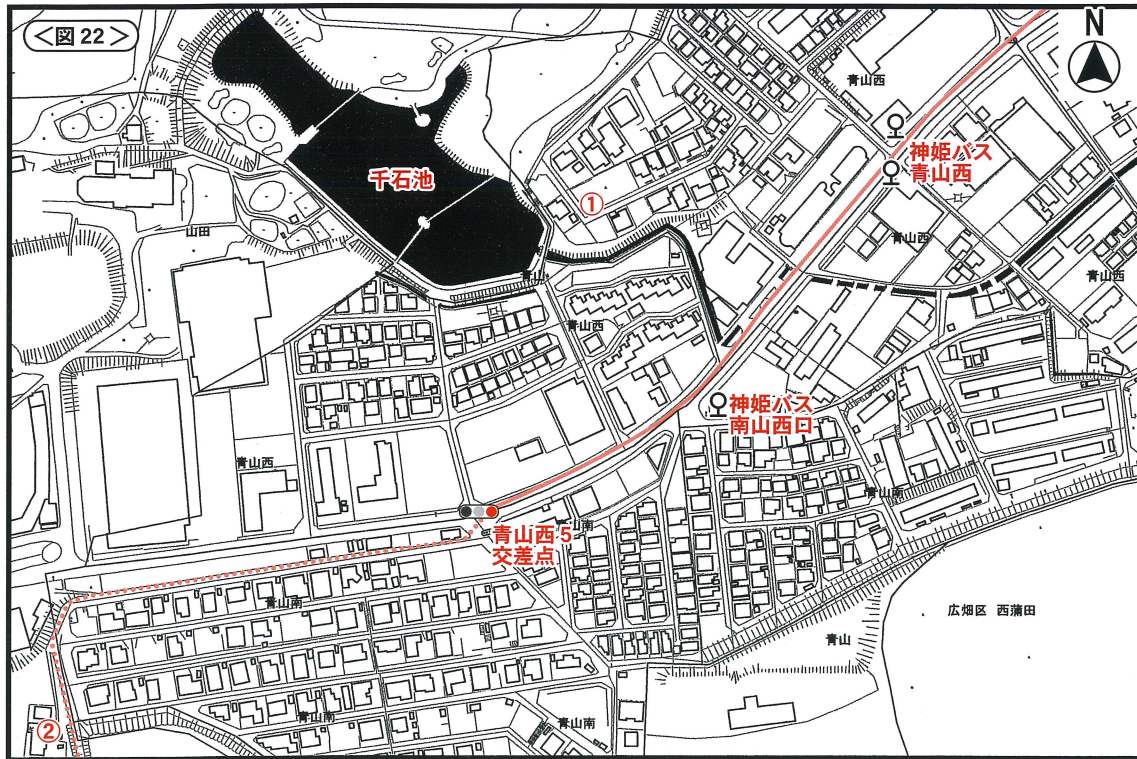 <図 22 >
N
青山西
神姫バス
青山西
千石池
①
山田
青山西
青山西
青山
青山西
神姫バス
南山西口
青山西
青山南
青山西 5
交差点
青山南
青山南
広畑区 西蒲田
青山
②
青山南
青山南